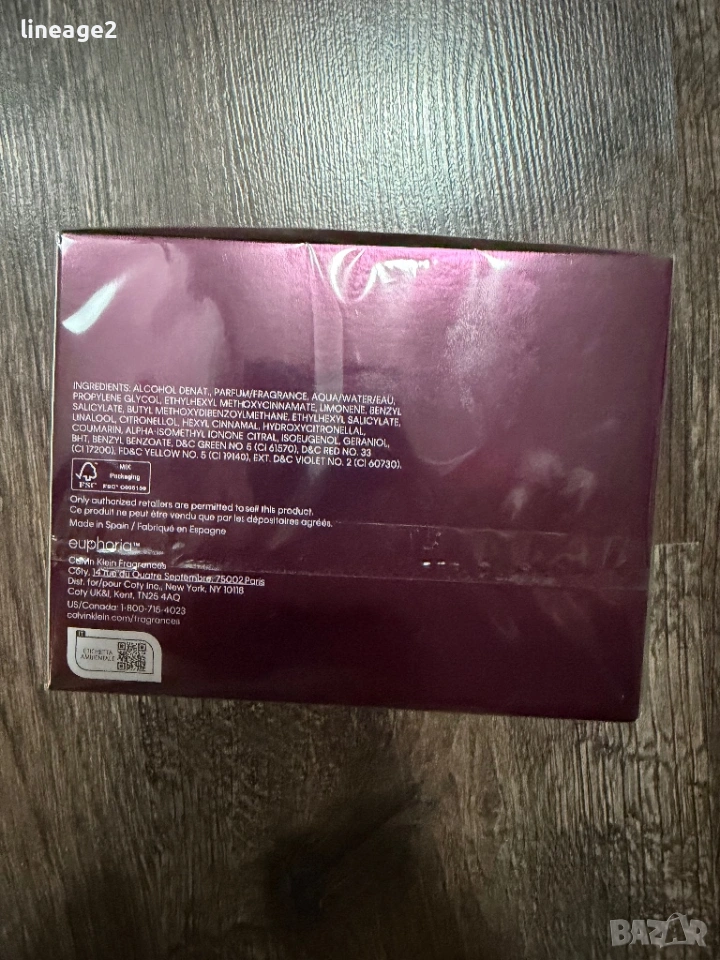 lineage2
INGREDIENTS: ALCOHOL DENAT., PARFUM/FRAGRANCE, AQUA/WATER/EAU,
PROPYLENE GLYCOL, ETHYLHEXYL METHOXYCINNAMATE, LIMONENE, BENZYL
SALICYLATE, BUTYL METHOXYDIBENZOYLMETHANE, ETHYLHEXYL SALICYLATE,
LINALOOL, CITRONELLOL, HEXYL CINNAMAL, HYDROXYCITRONELLAL,
COUMARIN, ALPHA-ISOMETHYL IONONE CITRAL, ISOEUGENOL, GERANIOL,
BHT, BENZYL BENZOATE, D&C GREEN NO. 5 (CI 61570), D&C RED NO. 33
(CI 17200), FD&C YELLOW NO. 5 (CI 19140), EXT. D&C VIOLET NO. 2 (CI 60730).
MIX
Packaging
FSC
Only authorized retailers are permitted to sell this product.
Ce produit ne peut être vendu que par les dépositaires agréés.
Made in Spain / Fabriqué en Espagne
euphoria™
Calvin Klein Fragrances
Coty, 14 rue du Quatre Septembre, 75002 Paris
Dist. for/pour Coty Inc., New York, NY 10118
Coty UK&I, Kent, TN25 4AQ
US/Canada: 1-800-715-4023
calvinklein.com/fragrances
IT
ETICHETTA
AMBIENTALE
BAZAR